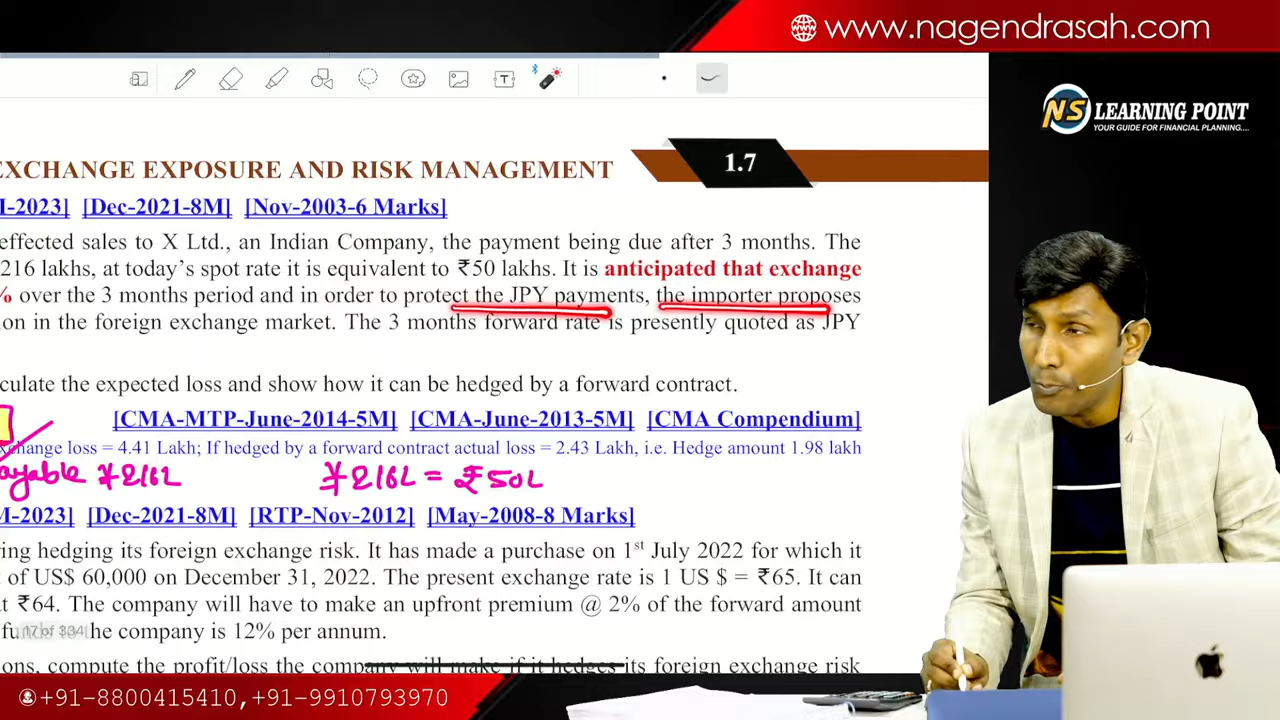 www.nagendrasah.com
NS LEARNING POINT
YOUR GUIDE FOR FINANCIAL PLANNING....
EXCHANGE EXPOSURE AND RISK MANAGEMENT
1.7
-2023] [Dec-2021-8M] [Nov-2003-6 Marks]
effected sales to X Ltd., an Indian Company, the payment being due after 3 months. The
216 lakhs, at today's spot rate it is equivalent to ₹50 lakhs. It is anticipated that exchange
% over the 3 months period and in order to protect the JPY payments, the importer proposes
on in the foreign exchange market. The 3 months forward rate is presently quoted as JPY
culate the expected loss and show how it can be hedged by a forward contract.
[CMA-MTP-June-2014-5M] [CMA-June-2013-5M] [CMA Compendium]
xchange loss = 4.41 Lakh; If hedged by a forward contract actual loss = 2.43 Lakh, i.e. Hedge amount 1.98 lakh
ayable ¥216L ¥216L = ₹50L
M-2023] [Dec-2021-8M] [RTP-Nov-2012] [May-2008-8 Marks]
ring hedging its foreign exchange risk. It has made a purchase on 1st July 2022 for which it
of US$ 60,000 on December 31, 2022. The present exchange rate is 1 US $ = ₹65. It can
at ₹64. The company will have to make an upfront premium @ 2% of the forward amount
17 of 334 the company is 12% per annum.
ons, compute the profit/loss the company will make if it hedges its foreign exchange risk
+91-8800415410,+91-9910793970